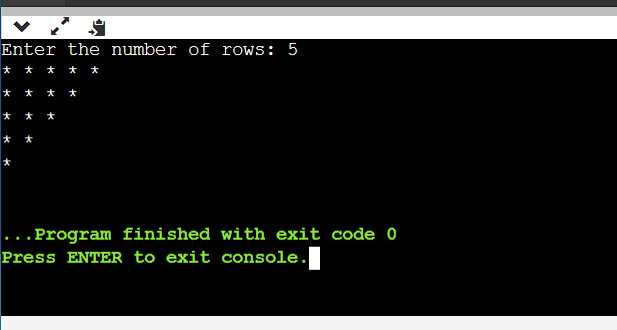 Enter the number of rows: 5
* * * * *
* * * *
* * *
* *
*
...Program finished with exit code 0
Press ENTER to exit console.